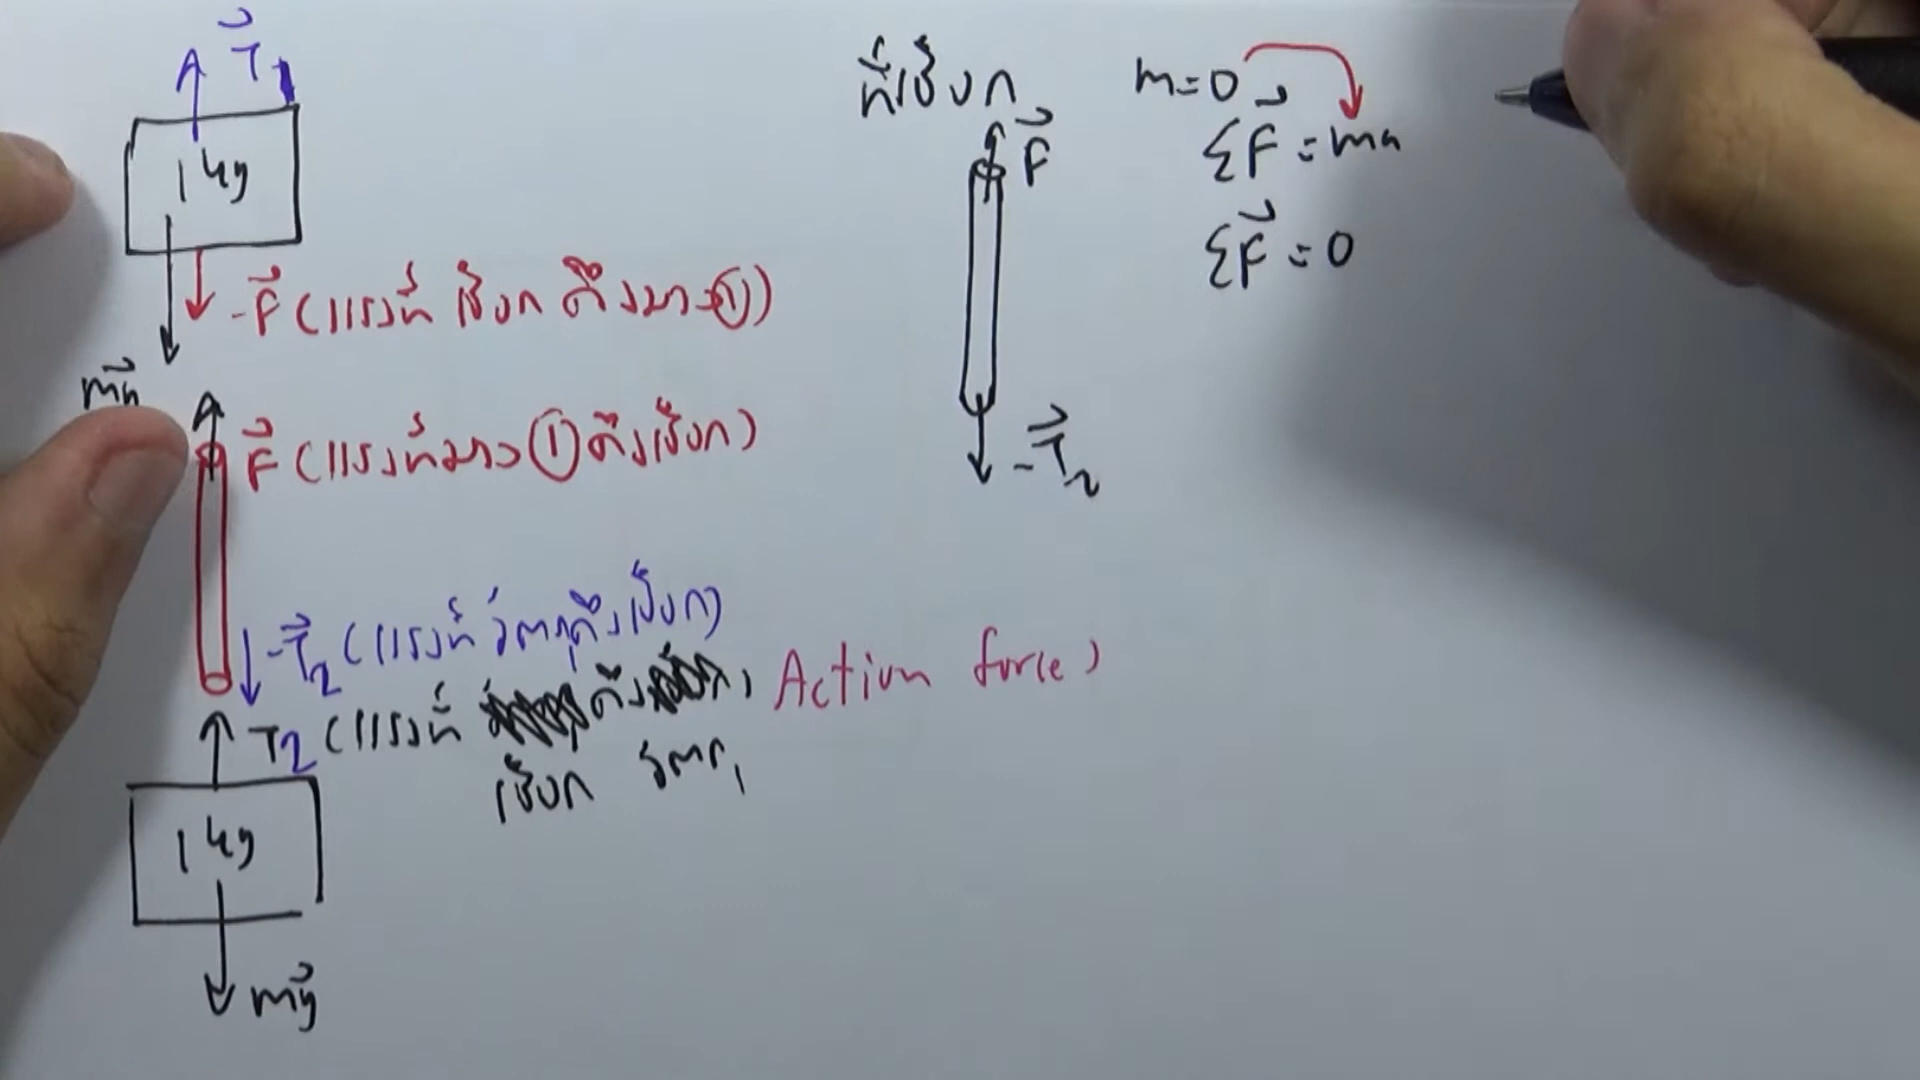 T₁
1 kg
-F (แรงที่ เชือก ดึงมวล ①)
mg
F (แรงที่มวล ① ดึงเชือก)
-T₂ (แรงที่ วัตถุดึงเชือก)
T₂ (แรงที่ ดึง Action force)
เชือก วัตถุ
1 kg
mg
ที่เชือก
F
-T₂
m=0
ΣF = ma
ΣF = 0